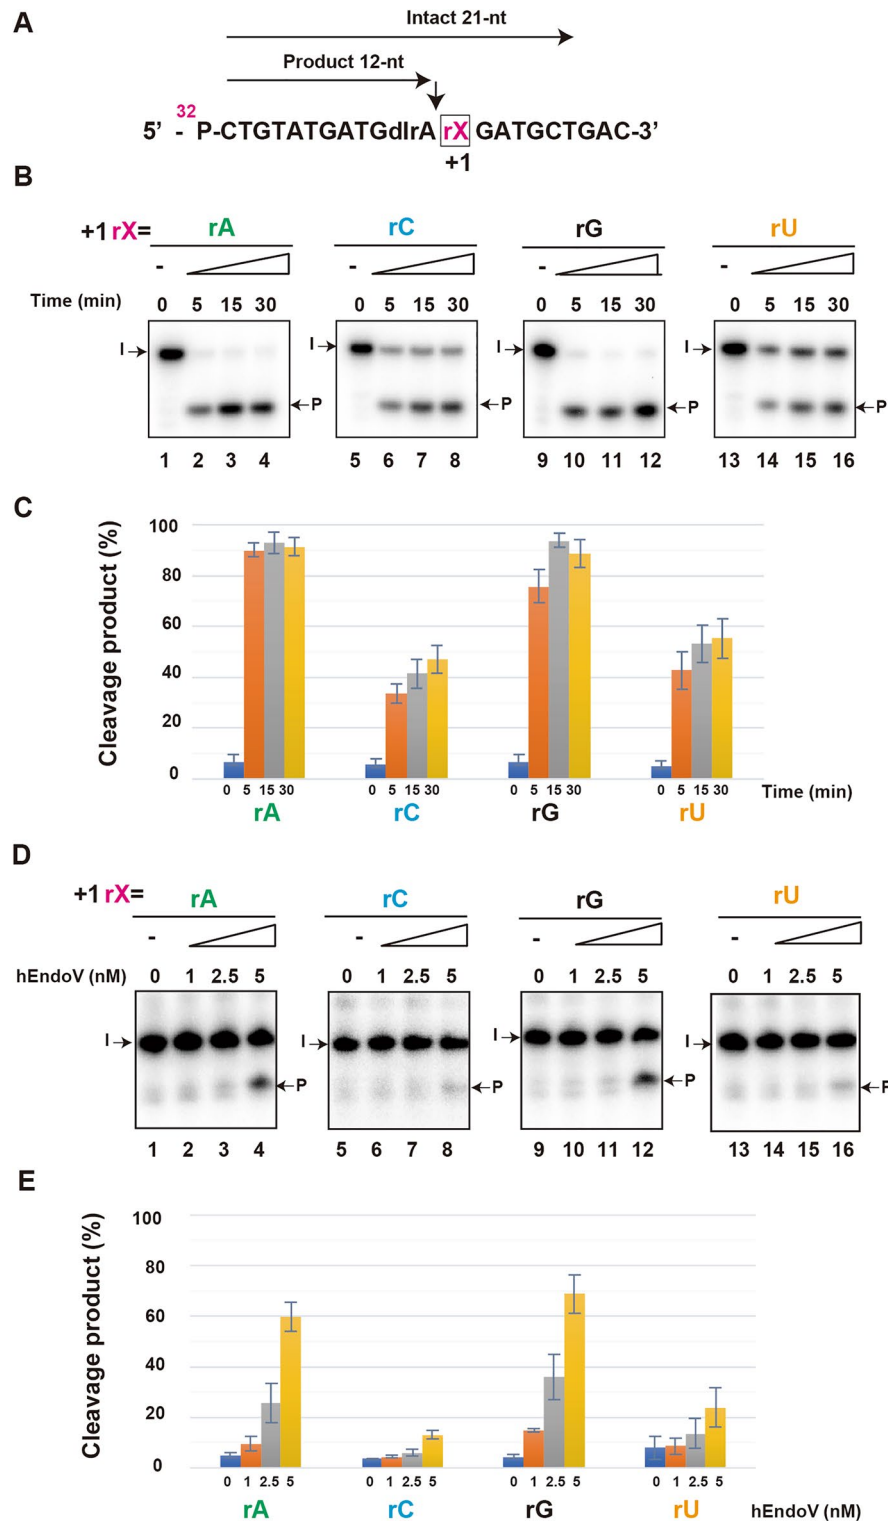 A
Intact 21-nt
Product 12-nt
32
5’ - P-CTGTATGATGdIrA rX GATGCTGAC-3’
+1
B
+1 rX= rA rC rG rU
- - - -
Time (min) 0 5 15 30 0 5 15 30 0 5 15 30 0 5 15 30
I I I I
P P P P
1 2 3 4 5 6 7 8 9 10 11 12 13 14 15 16
C
Cleavage product (%)
100
80
60
40
20
0
0 5 15 30 0 5 15 30 0 5 15 30 0 5 15 30 Time (min)
rA rC rG rU
D
+1 rX= rA rC rG rU
- - - -
hEndoV (nM) 0 1 2.5 5 0 1 2.5 5 0 1 2.5 5 0 1 2.5 5
I I I I
P P P P
1 2 3 4 5 6 7 8 9 10 11 12 13 14 15 16
E
Cleavage product (%)
100
80
60
40
20
0
0 1 2.5 5 0 1 2.5 5 0 1 2.5 5 0 1 2.5 5
rA rC rG rU hEndoV (nM)